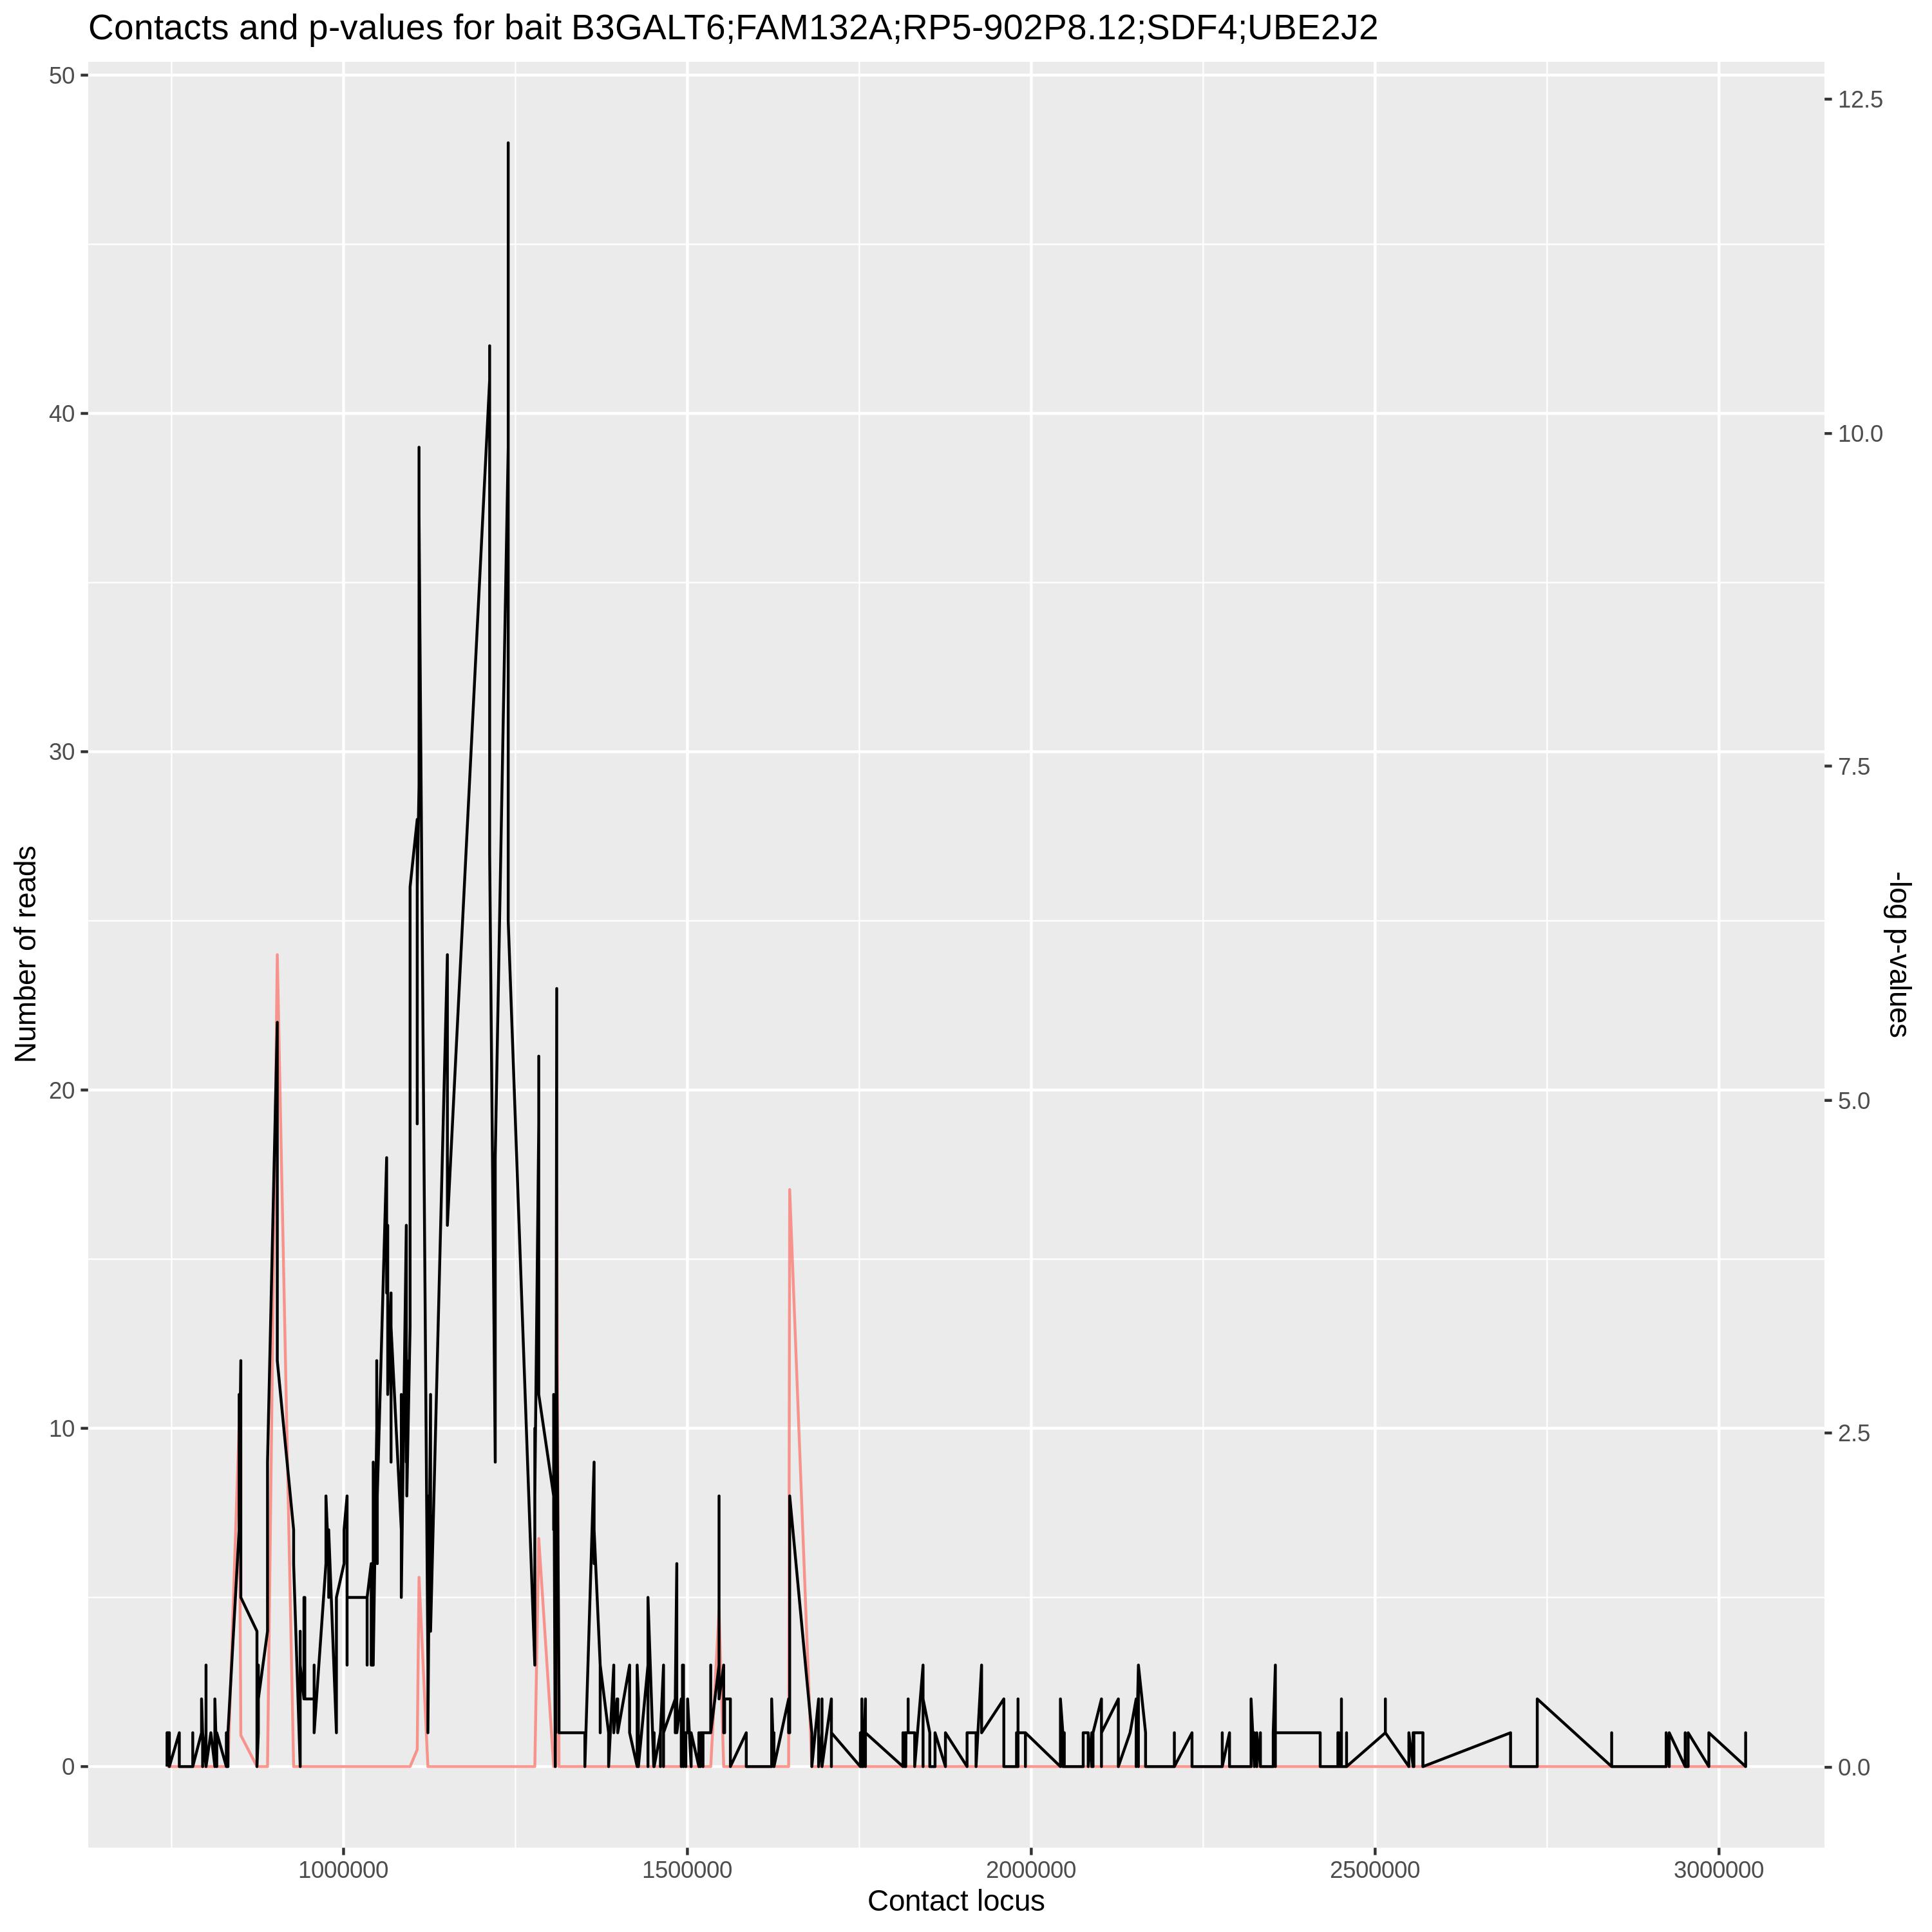 Contacts and p-values for bait B3GALT6;FAM132A;RP5-902P8.12;SDF4;UBE2J2
50
40
30
20
10
0
Number of reads
12.5
10.0
7.5
5.0
2.5
0.0
-log p-values
1000000 1500000 2000000 2500000 3000000
Contact locus